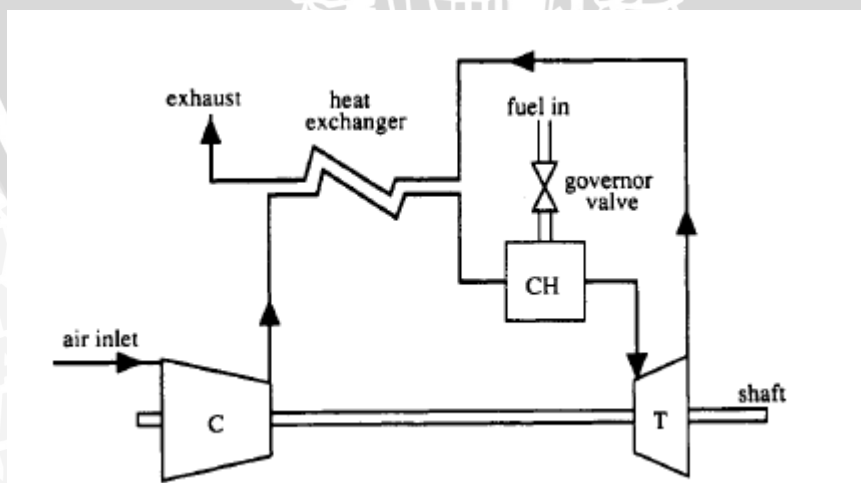 exhaust
heat
exchanger
fuel in
governor
valve
CH
air inlet
C
T
shaft